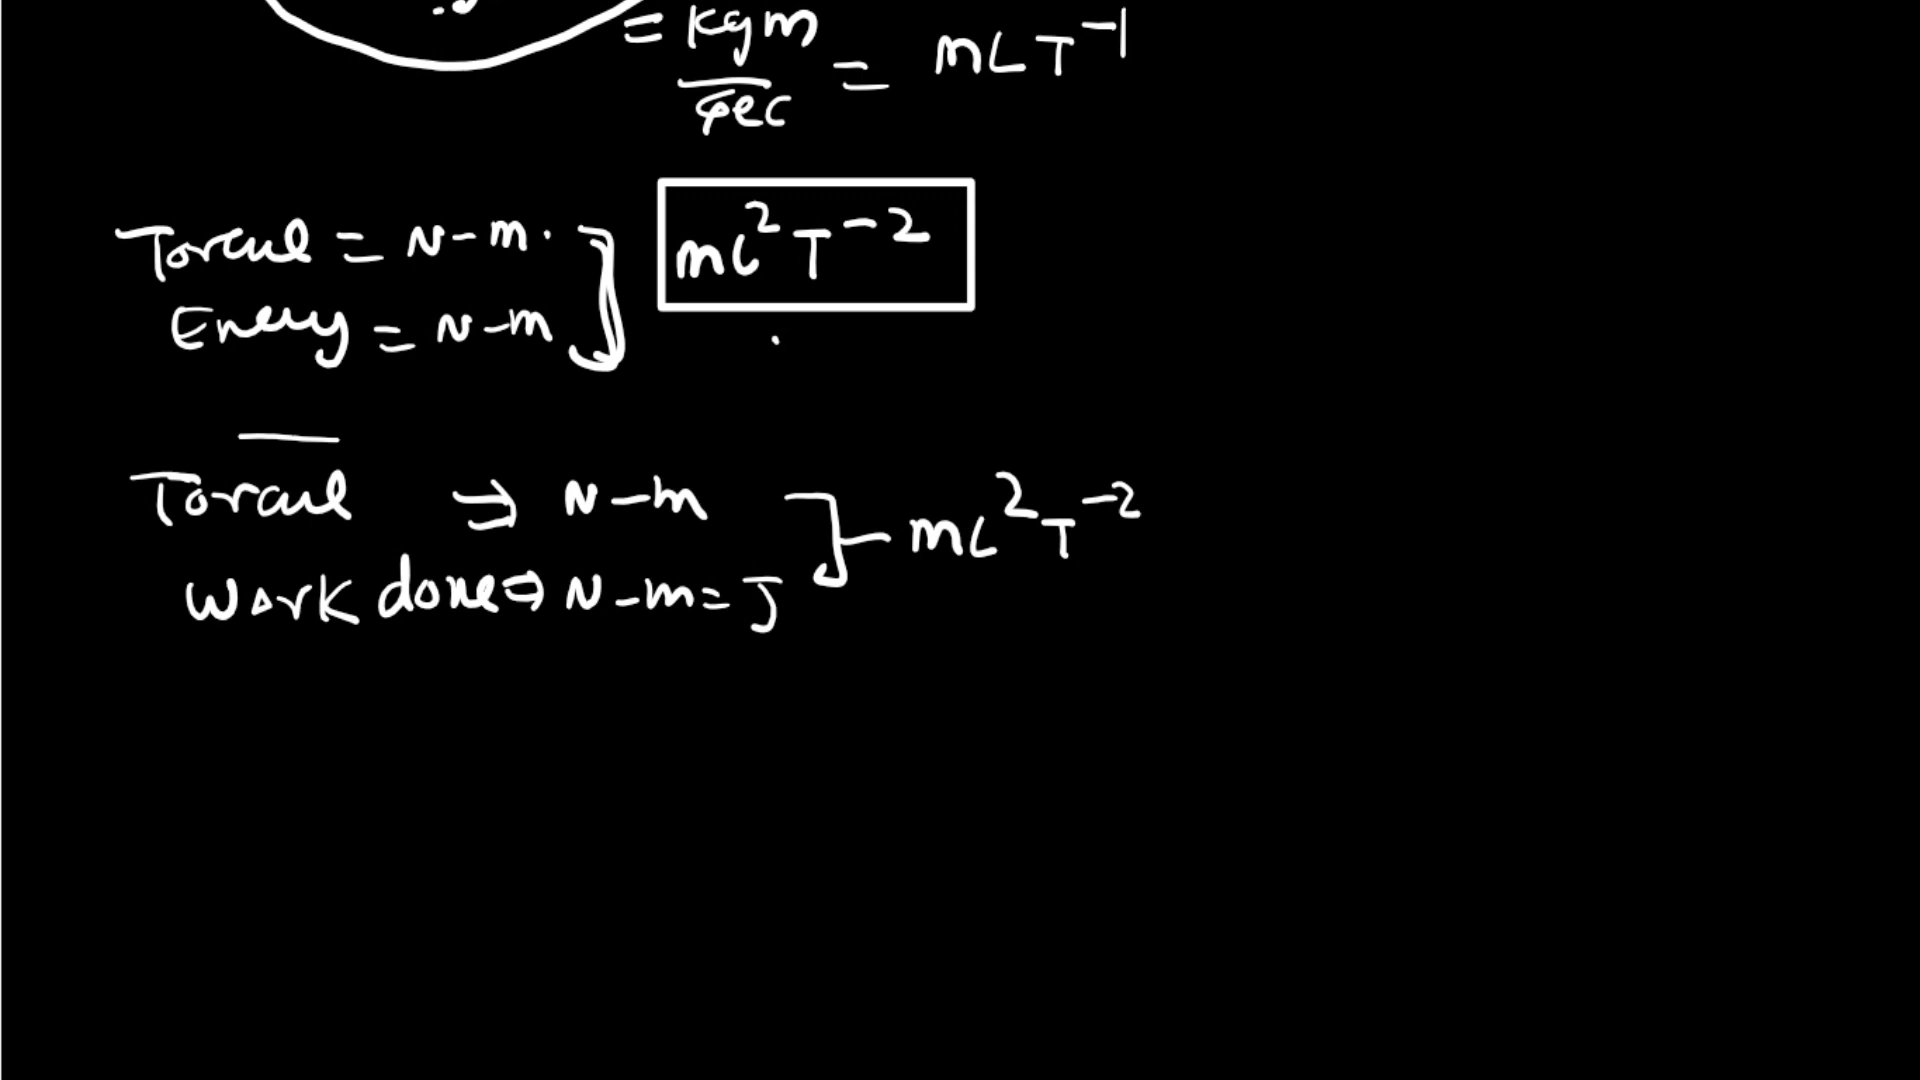 = kgm/sec = MLT⁻¹
Torque = N-m.
Energy = N-m
ML²T⁻²
Torque ⇒ N-m
Work done ⇒ N-m = J
ML²T⁻²